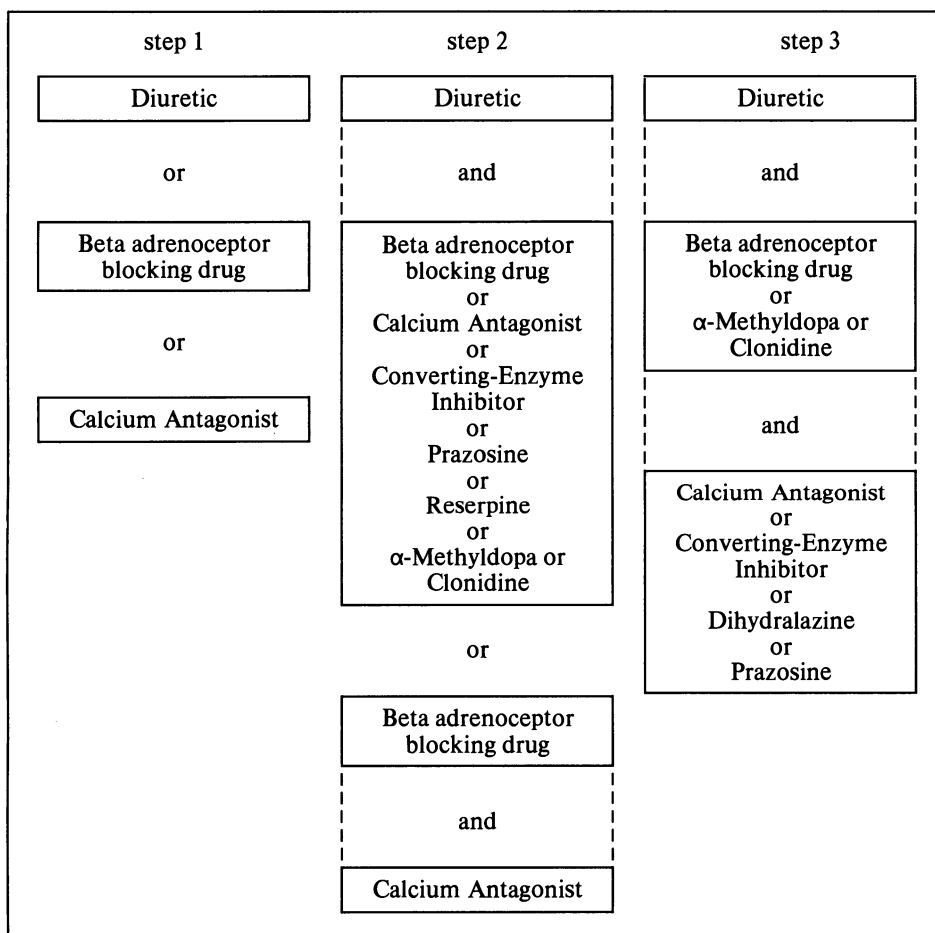 step 1
Diuretic
or
Beta adrenoceptor
blocking drug
or
Calcium Antagonist
step 2
Diuretic
and
Beta adrenoceptor
blocking drug
or
Calcium Antagonist
or
Converting-Enzyme
Inhibitor
or
Prazosine
or
Reserpine
or
α-Methyldopa or
Clonidine
or
Beta adrenoceptor
blocking drug
and
Calcium Antagonist
step 3
Diuretic
and
Beta adrenoceptor
blocking drug
or
α-Methyldopa or
Clonidine
and
Calcium Antagonist
or
Converting-Enzyme
Inhibitor
or
Dihydralazine
or
Prazosine